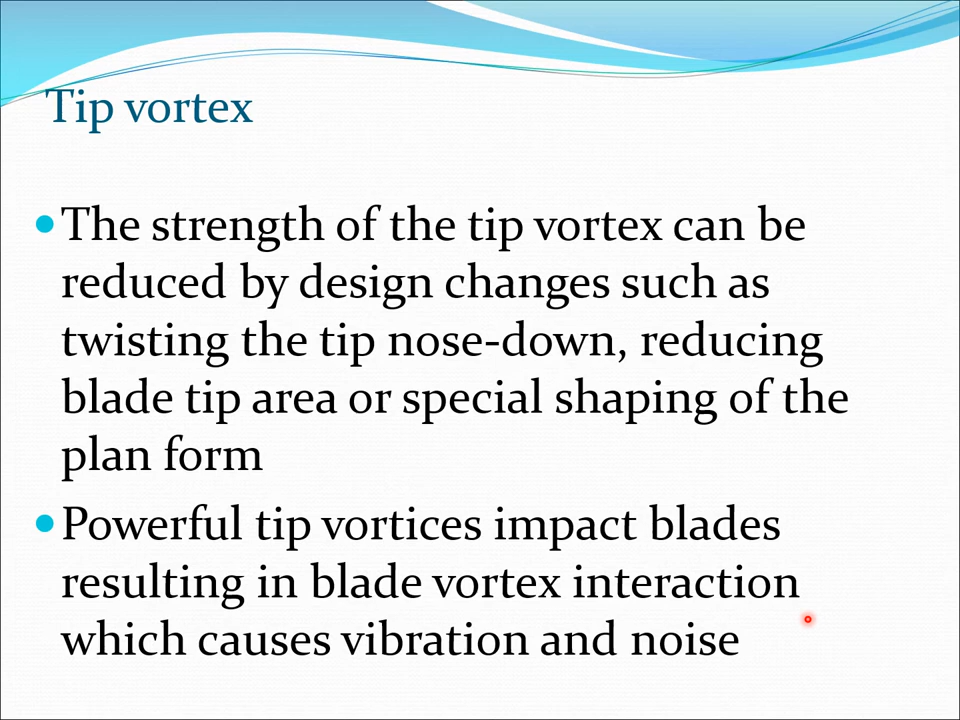 Tip vortex
The strength of the tip vortex can be
reduced by design changes such as
twisting the tip nose-down, reducing
blade tip area or special shaping of the
plan form
Powerful tip vortices impact blades
resulting in blade vortex interaction
which causes vibration and noise